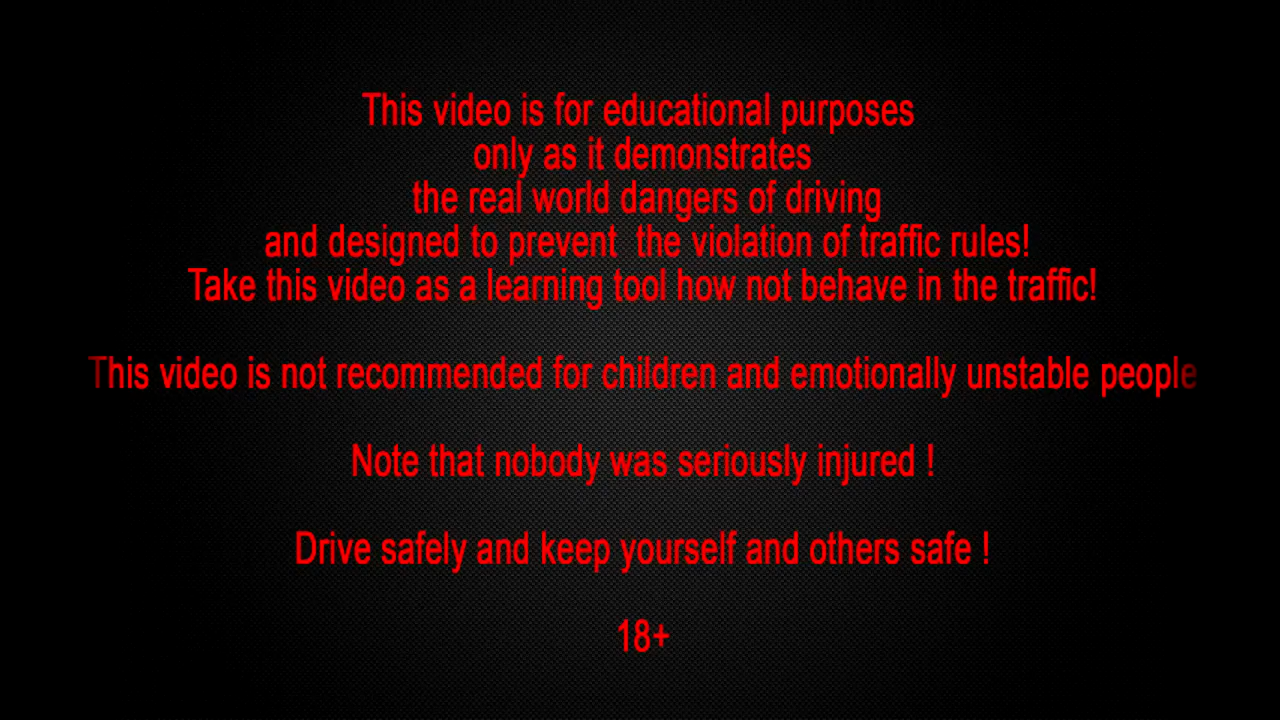 This video is for educational purposes
only as it demonstrates
the real world dangers of driving
and designed to prevent  the violation of traffic rules!
Take this video as a learning tool how not behave in the traffic!
This video is not recommended for children and emotionally unstable people
Note that nobody was seriously injured !
Drive safely and keep yourself and others safe !
18+